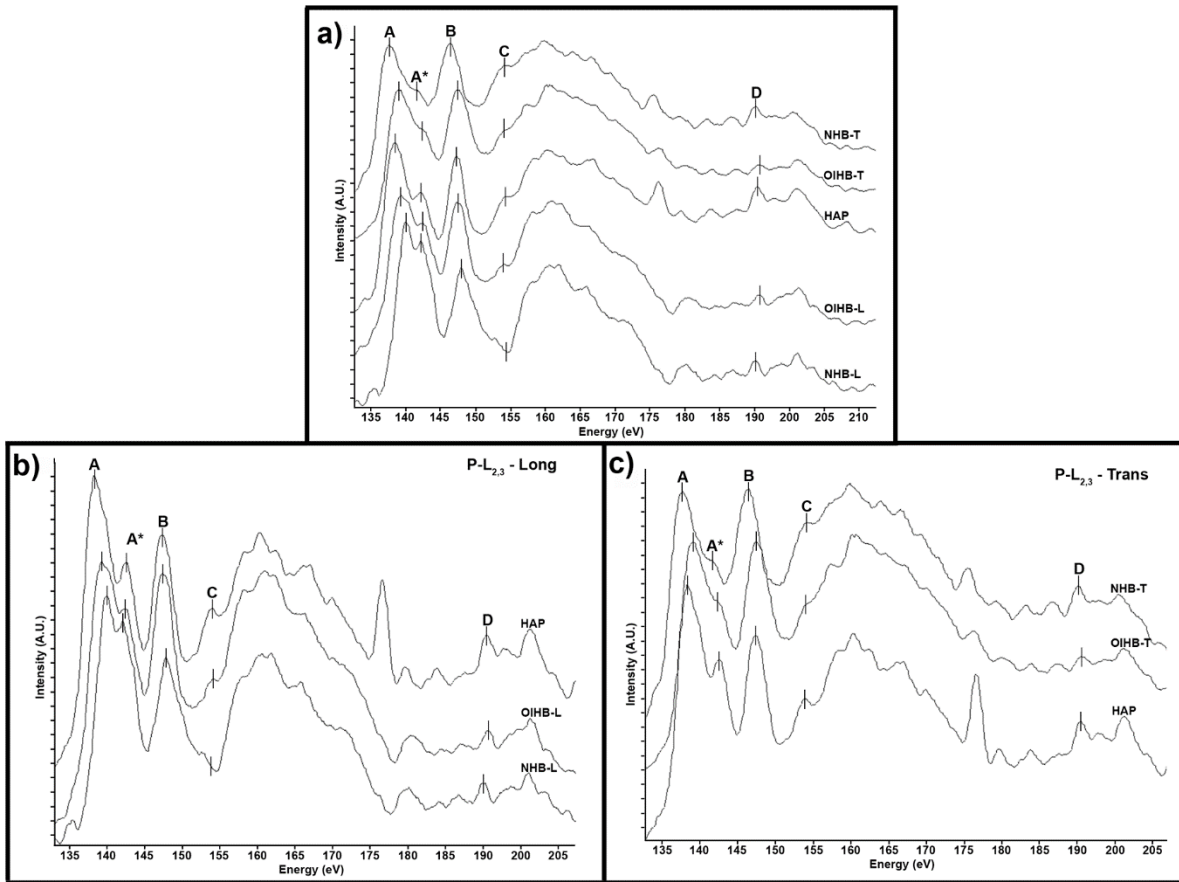 a)
A
B
A*
C
D
NHB-T
OIHB-T
HAP
OIHB-L
NHB-L
Intensity (A.U.)
135 140 145 150 155 160 165 170 175 180 185 190 195 200 205 210
Energy (eV)
b)
P-L2,3 - Long
A
A*
B
C
D
HAP
OIHB-L
NHB-L
Intensity (A.U.)
135 140 145 150 155 160 165 170 175 180 185 190 195 200 205
Energy (eV)
c)
P-L2,3 - Trans
A
B
C
A*
D
NHB-T
OIHB-T
HAP
Intensity (A.U.)
135 140 145 150 155 160 165 170 175 180 185 190 195 200 205
Energy (eV)